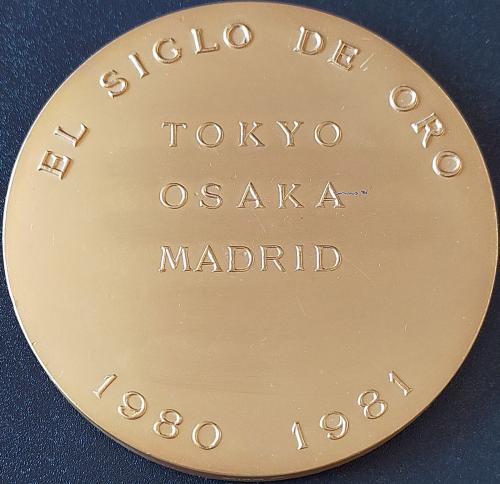 EL SIGLO DE ORO
TOKYO
OSAKA
MADRID
1980 1981